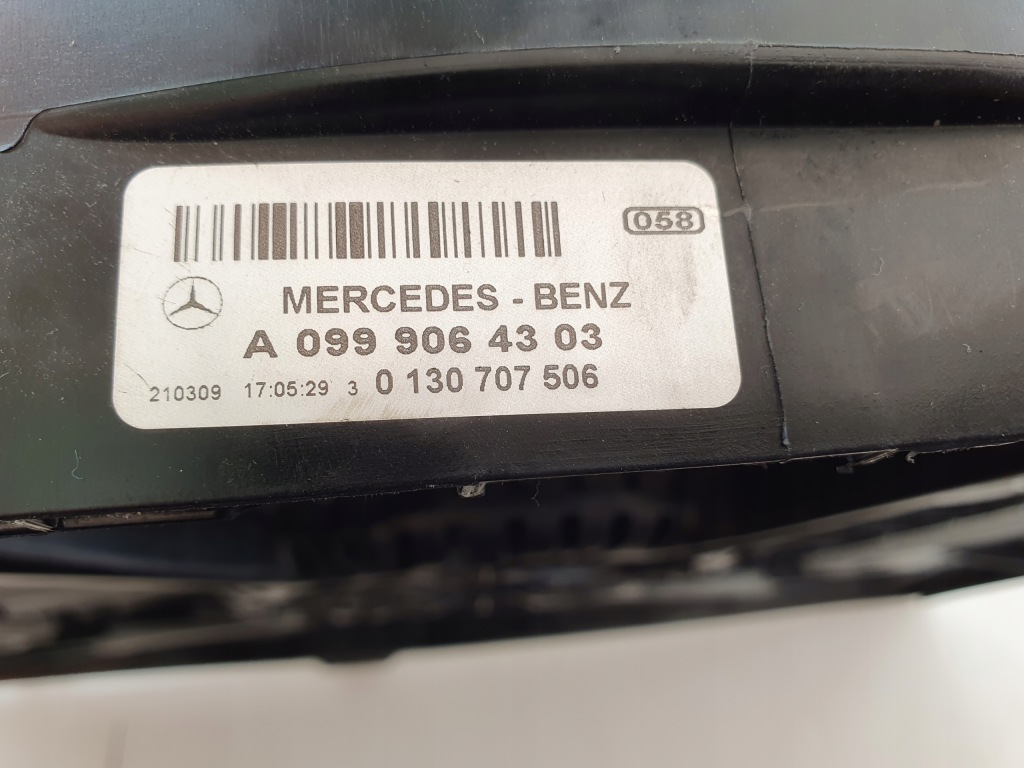 058
MERCEDES - BENZ
A 099 906 43 03
210309 17:05:29 3 0 130 707 506